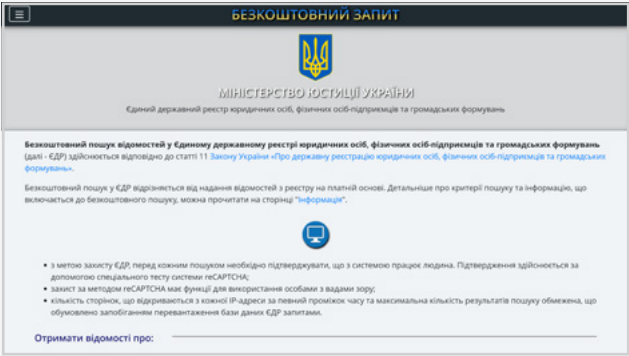 БЕЗКОШТОВНИЙ ЗАПИТ
МІНІСТЕРСТВО ЮСТИЦІЇ УКРАЇНИ
Єдиний державний реєстр юридичних осіб, фізичних осіб-підприємців та громадських формувань
Безкоштовний пошук відомостей у Єдиному державному реєстрі юридичних осіб, фізичних осіб-підприємців та громадських формувань
(далі - ЄДР) здійснюється відповідно до статті 11 Закону України «Про державну реєстрацію юридичних осіб, фізичних осіб-підприємців та громадських
формувань».
Безкоштовний пошук у ЄДР відрізняється від надання відомостей з реєстру на платній основі. Детальніше про критерії пошуку та інформацію, що
включається до безкоштовного пошуку, можна прочитати на сторінці "Інформація".
• з метою захисту ЄДР, перед кожним пошуком необхідно підтверджувати, що з системою працює людина. Підтвердження здійснюється за
допомогою спеціального тесту системи reCAPTCHA;
• захист за методом reCAPTCHA має функції для використання особами з вадами зору;
• кількість сторінок, що відкриваються з кожної IP-адреси за певний проміжок часу та максимальна кількість результатів пошуку обмежена, що
обумовлено запобіганням перевантаження бази даних ЄДР запитами.
Отримати відомості про: